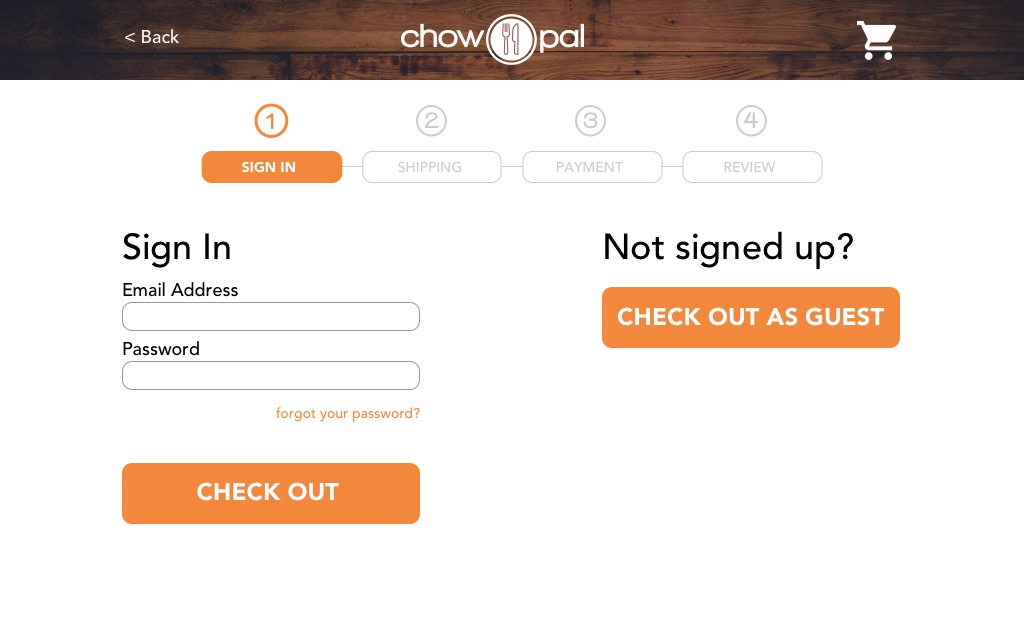 < Back
chow pal
1 2 3 4
SIGN IN SHIPPING PAYMENT REVIEW
Sign In
Email Address
Password
forgot your password?
CHECK OUT
Not signed up?
CHECK OUT AS GUEST